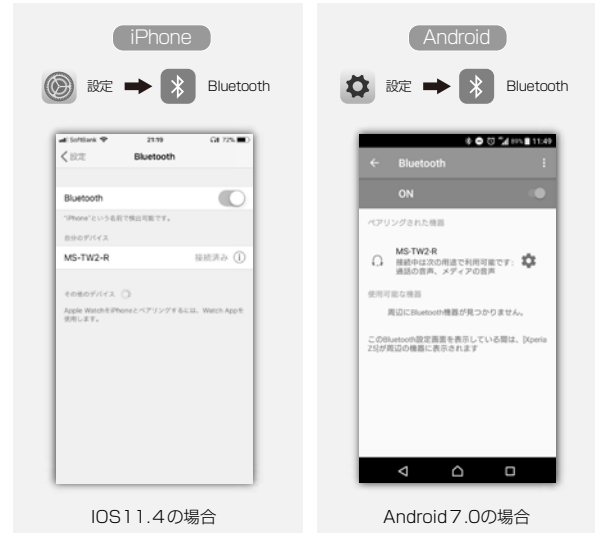 iPhone
設定 Bluetooth
SoftBank 21:19 72%
設定 Bluetooth
Bluetooth
"iPhone"という名前で検出可能です。
自分のデバイス
MS-TW2-R 接続済み
その他のデバイス
Apple WatchをiPhoneとペアリングするには、Watch Appを
使用します。
IOS11.4の場合
Android
設定 Bluetooth
89% 11:49
Bluetooth
ON
ペアリングされた機器
MS-TW2-R
接続中は次の用途で利用可能です:
通話の音声、メディアの音声
使用可能な機器
周辺にBluetooth機器が見つかりません。
このBluetooth設定画面を表示している間は、[Xperia
Z5]が周辺の機器に表示されます
Android7.0の場合